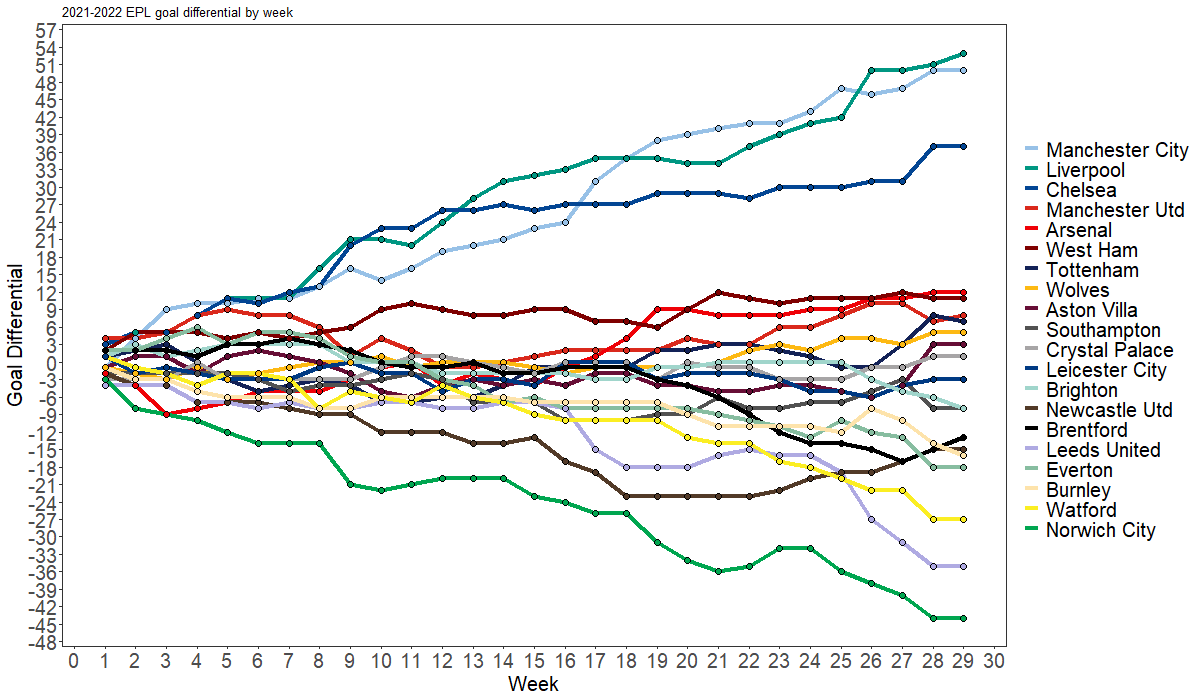 2021-2022 EPL goal differential by week
57
54
51
48
45
42
39
36
33
30
27
24
21
18
15
12
9
6
3
0
-3
-6
-9
-12
-15
-18
-21
-24
-27
-30
-33
-36
-39
-42
-45
-48
Goal Differential
0 1 2 3 4 5 6 7 8 9 10 11 12 13 14 15 16 17 18 19 20 21 22 23 24 25 26 27 28 29 30
Week
Manchester City
Liverpool
Chelsea
Manchester Utd
Arsenal
West Ham
Tottenham
Wolves
Aston Villa
Southampton
Crystal Palace
Leicester City
Brighton
Newcastle Utd
Brentford
Leeds United
Everton
Burnley
Watford
Norwich City